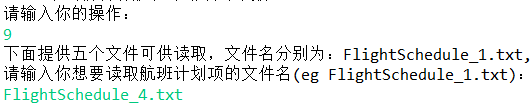 请输入你的操作：
9
下面提供五个文件可供读取，文件名分别为：FlightSchedule_1.txt,
请输入你想要读取航班计划项的文件名(eg FlightSchedule_1.txt)：
FlightSchedule_4.txt